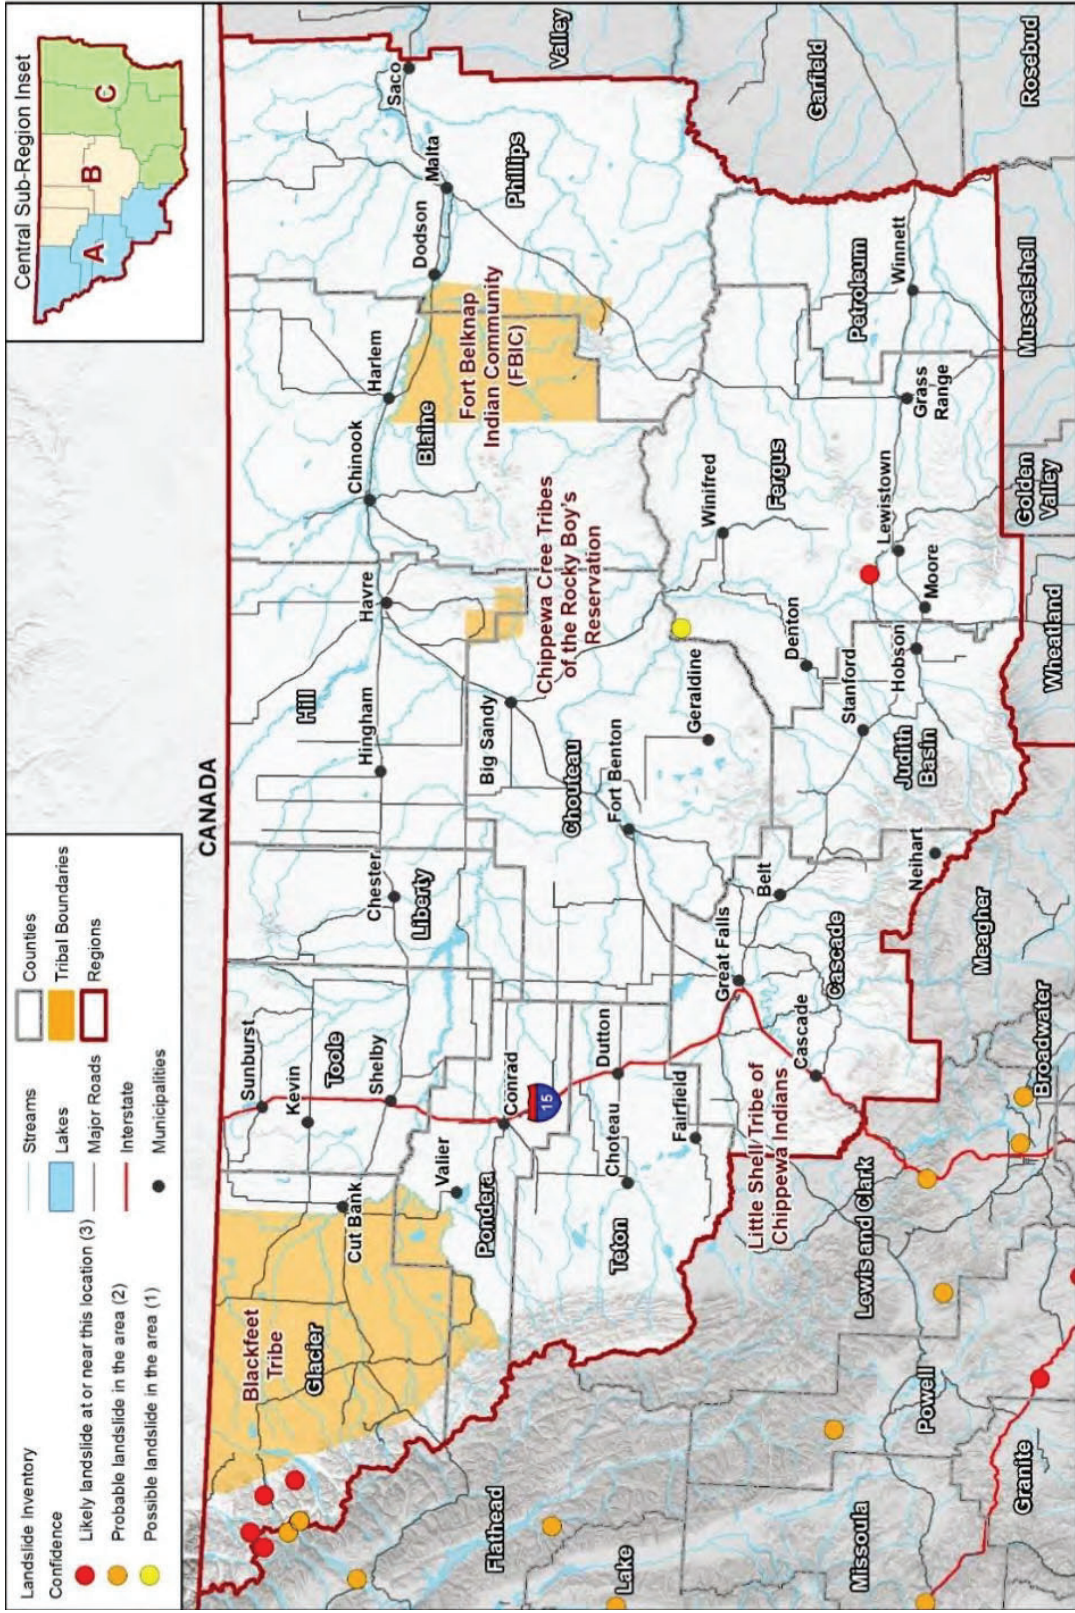 Landslide Inventory
Confidence
Likely landslide at or near this location (3)
Probable landslide in the area (2)
Possible landslide in the area (1)
Streams
Lakes
Major Roads
Interstate
Municipalities
Counties
Tribal Boundaries
Regions
Central Sub-Region Inset
A
B
C
CANADA
Blackfeet
Tribe
Glacier
Cut Bank
Sunburst
Kevin
Toole
Shelby
Chester
Liberty
Hingham
Hill
Havre
Chinook
Harlem
Blaine
Dodson
Malta
Saco
Phillips
Valley
Fort Belknap
Indian Community
(FBIC)
Chippewa Cree Tribes
of the Rocky Boy's
Reservation
Valier
Pondera
Conrad
15
Big Sandy
Chouteau
Fort Benton
Geraldine
Winifred
Fergus
Garfield
Choteau
Teton
Dutton
Fairfield
Great Falls
Belt
Denton
Stanford
Lewistown
Petroleum
Winnett
Grass
Range
Little Shell Tribe of
Chippewa Indians
Cascade
Cascade
Judith
Basin
Hobson
Moore
Neihart
Flathead
Lake
Missoula
Powell
Granite
Lewis and Clark
Broadwater
Meagher
Wheatland
Golden
Valley
Musselshell
Rosebud